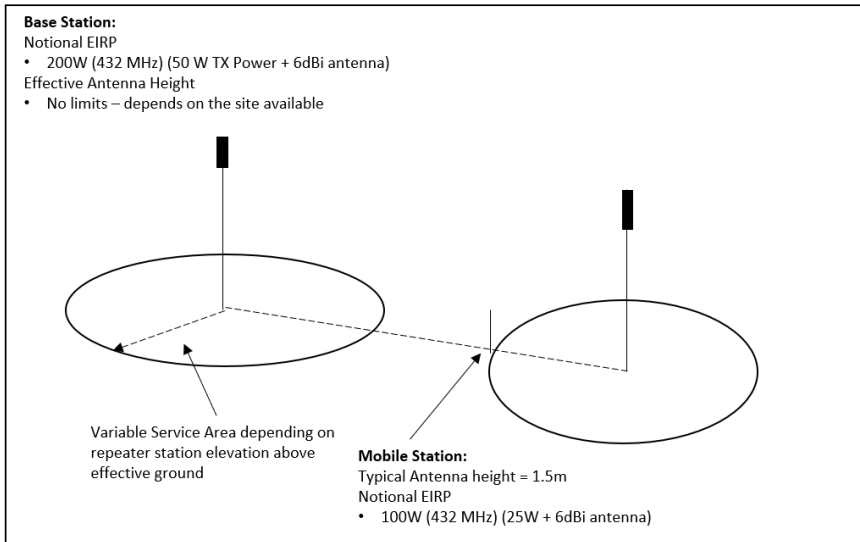 Base Station:
Notional EIRP
• 200W (432 MHz) (50 W TX Power + 6dBi antenna)
Effective Antenna Height
• No limits – depends on the site available
Variable Service Area depending on
repeater station elevation above
effective ground
Mobile Station:
Typical Antenna height = 1.5m
Notional EIRP
• 100W (432 MHz) (25W + 6dBi antenna)